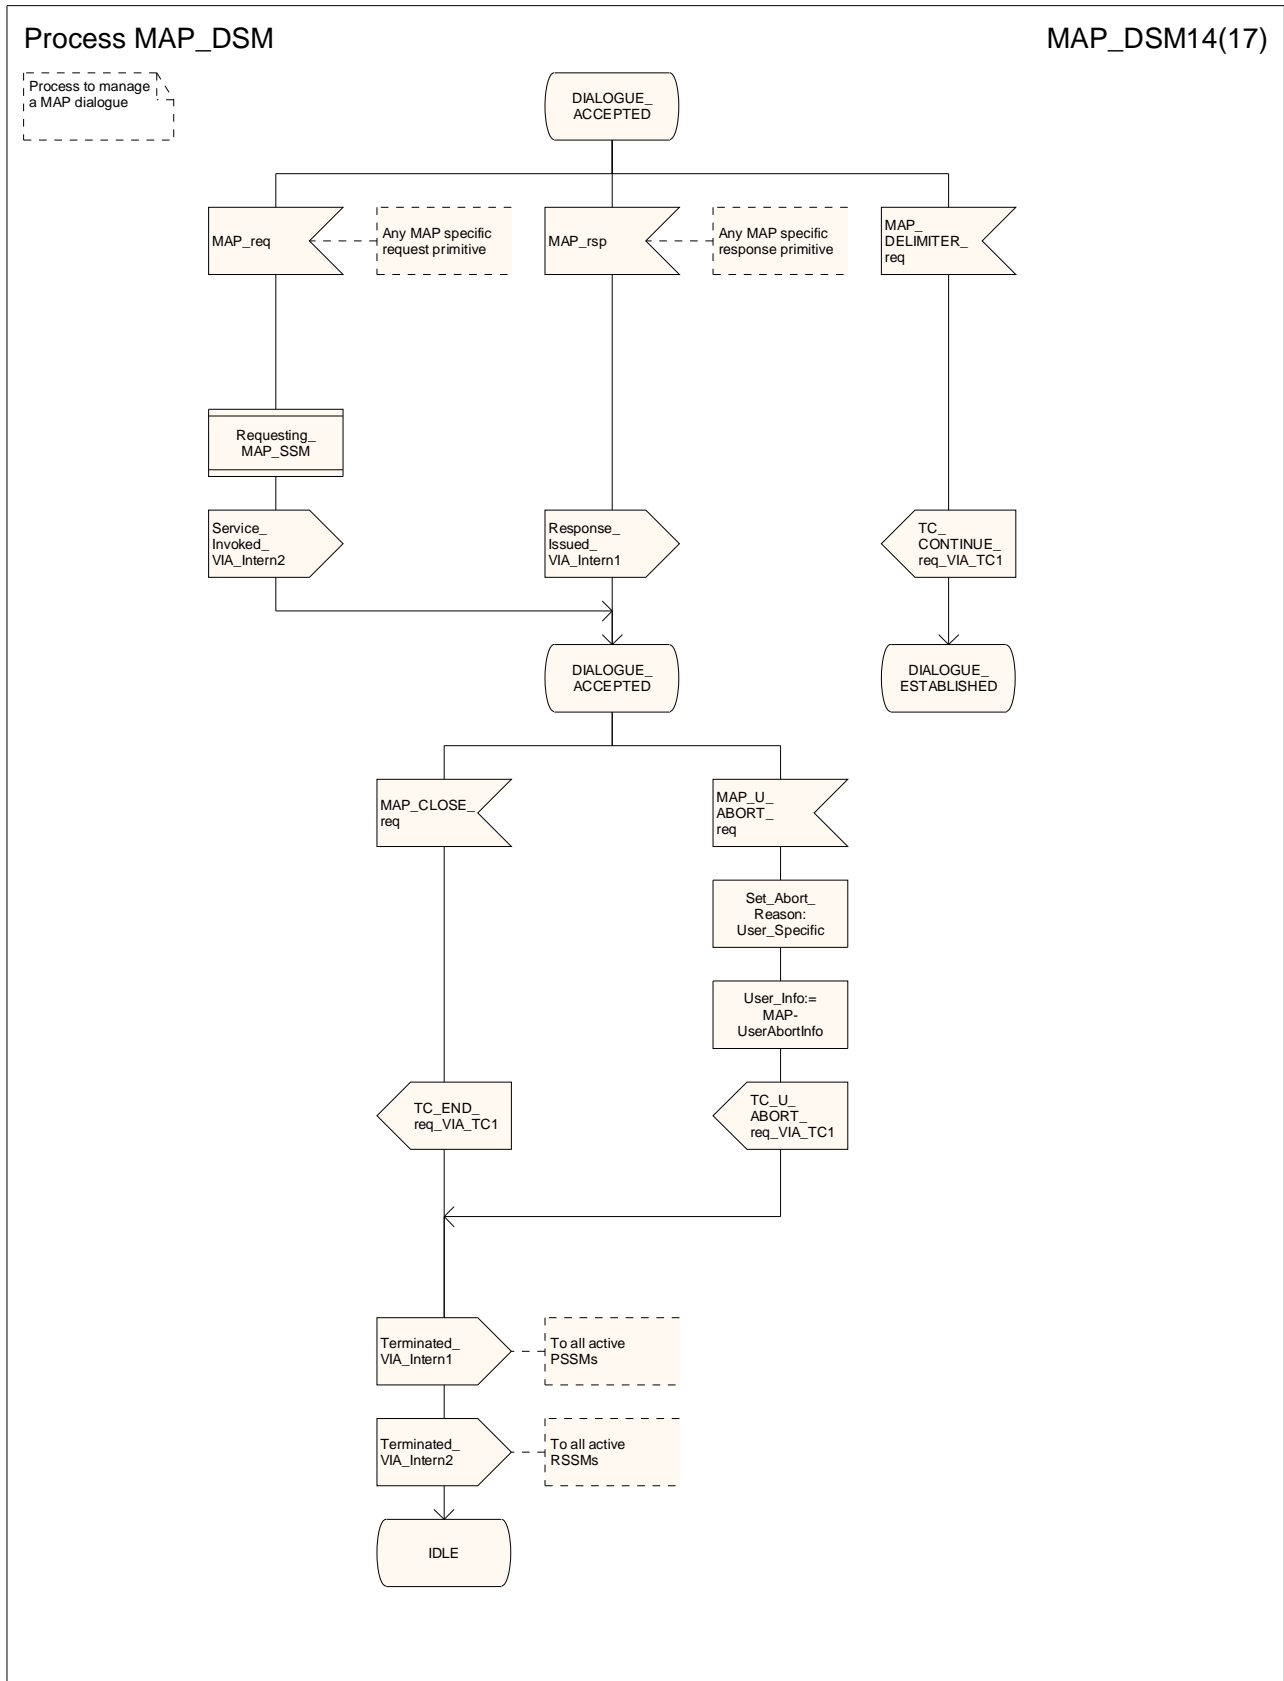 Process MAP_DSM
MAP_DSM14(17)
Process to manage
a MAP dialogue
DIALOGUE_
ACCEPTED
MAP_req
Any MAP specific
request primitive
MAP_rsp
Any MAP specific
response primitive
MAP_
DELIMITER_
req
Requesting_
MAP_SSM
Service_
Invoked_
VIA_Intern2
Response_
Issued_
VIA_Intern1
TC_
CONTINUE_
req_VIA_TC1
DIALOGUE_
ACCEPTED
DIALOGUE_
ESTABLISHED
MAP_CLOSE_
req
MAP_U_
ABORT_
req
Set_Abort_
Reason:
User_Specific
User_Info:=
MAP-
UserAbortInfo
TC_END_
req_VIA_TC1
TC_U_
ABORT_
req_VIA_TC1
Terminated_
VIA_Intern1
To all active
PSSMs
Terminated_
VIA_Intern2
To all active
RSSMs
IDLE